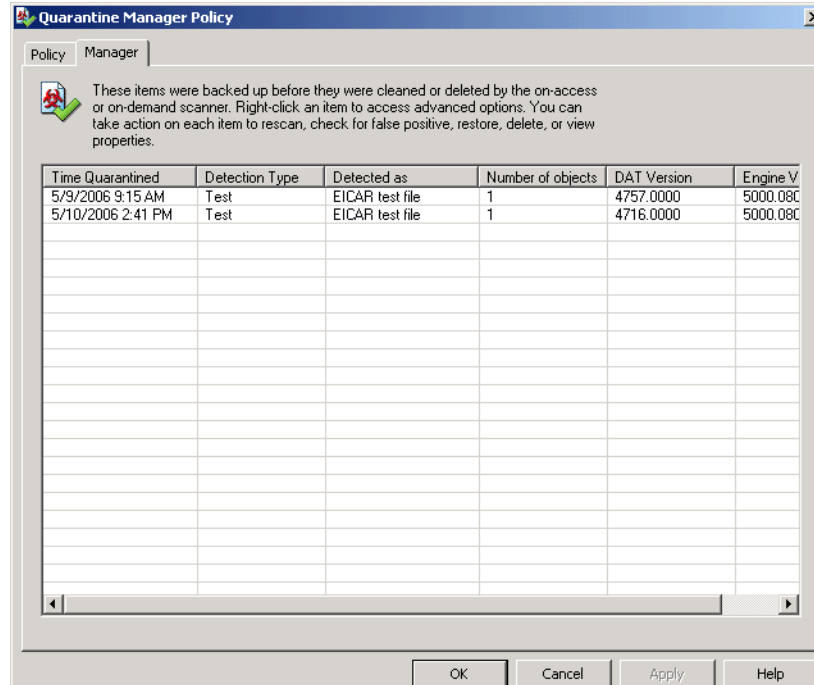 Quarantine Manager Policy
Policy Manager
These items were backed up before they were cleaned or deleted by the on-access
or on-demand scanner. Right-click an item to access advanced options. You can
take action on each item to rescan, check for false positive, restore, delete, or view
properties.
Time Quarantined Detection Type Detected as Number of objects DAT Version Engine V
5/9/2006 9:15 AM Test EICAR test file 1 4757.0000 5000.080
5/10/2006 2:41 PM Test EICAR test file 1 4716.0000 5000.080
OK Cancel Apply Help